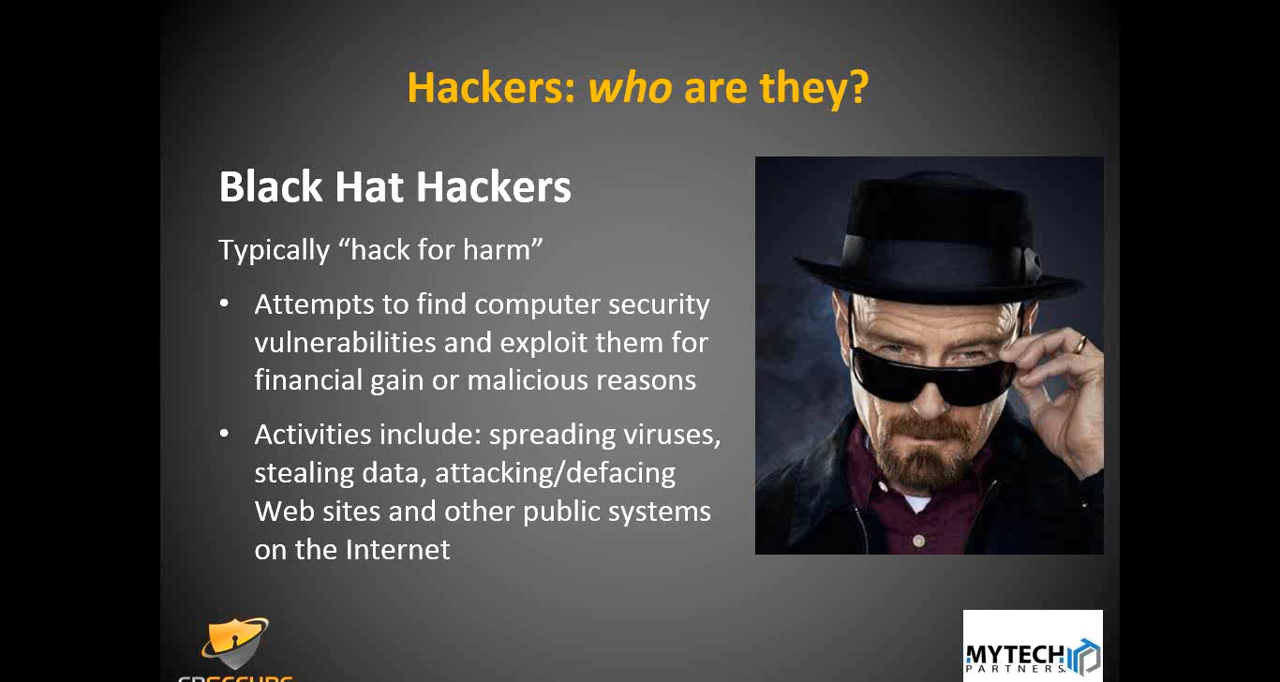 Hackers: who are they?
Black Hat Hackers
Typically “hack for harm”
• Attempts to find computer security
vulnerabilities and exploit them for
financial gain or malicious reasons
• Activities include: spreading viruses,
stealing data, attacking/defacing
Web sites and other public systems
on the Internet
MYTECH
PARTNERS